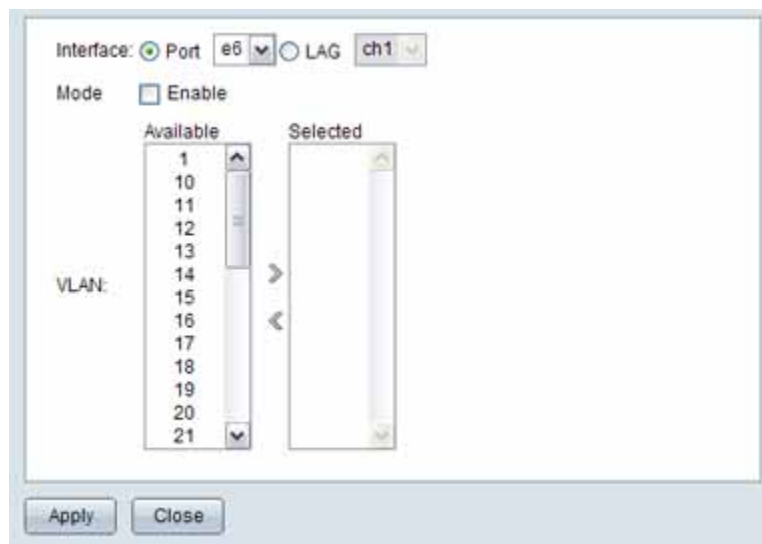 Interface: Port e6 LAG ch1
Mode Enable
Available Selected
1
10
11
12
13
14
VLAN:
15
16
17
18
19
20
21
Apply Close